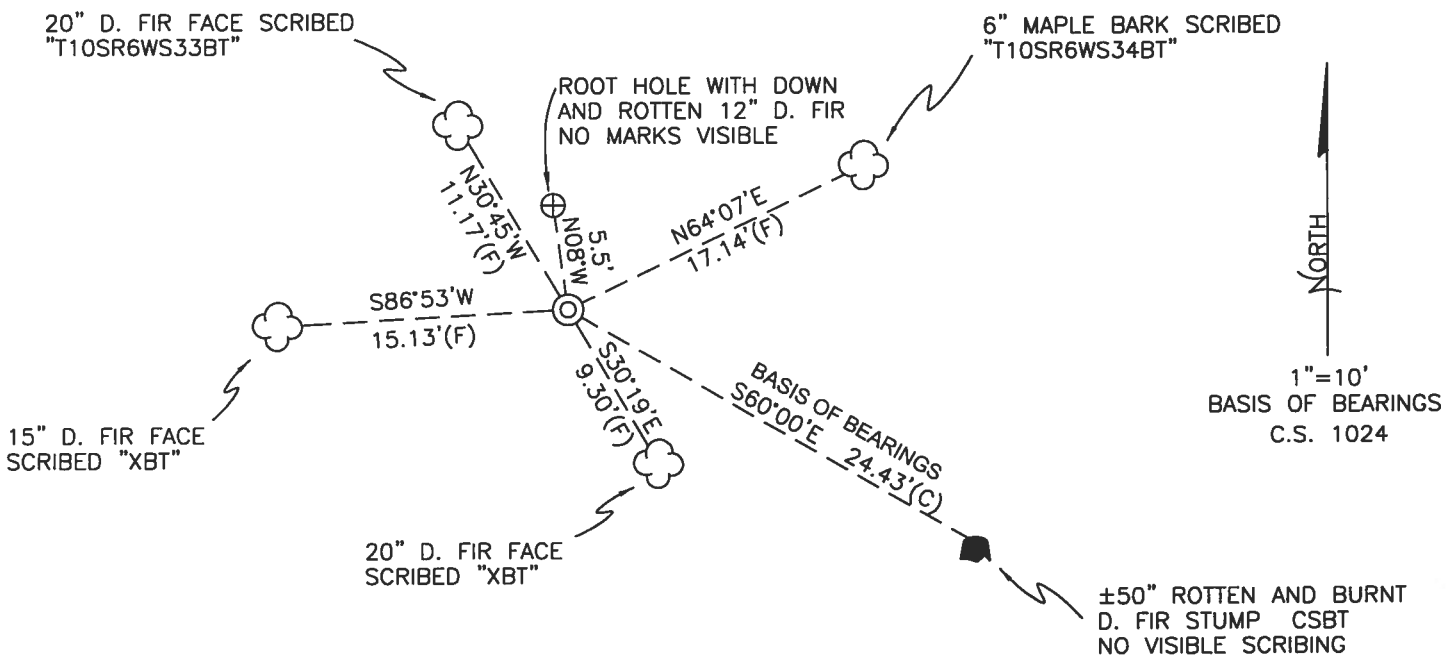 20" D. FIR FACE SCRIBED
"T10SR6WS33BT"
6" MAPLE BARK SCRIBED
"T10SR6WS34BT"
ROOT HOLE WITH DOWN
AND ROTTEN 12" D. FIR
NO MARKS VISIBLE
N30°45'W
11.17'(F)
5.5'
N08°W
N64°07'E
17.14'(F)
NORTH
S86°53'W
15.13'(F)
S30°19'E
9.30'(F)
BASIS OF BEARINGS
S60°00'E 24.43'(C)
1"=10'
BASIS OF BEARINGS
C.S. 1024
15" D. FIR FACE
SCRIBED "XBT"
20" D. FIR FACE
SCRIBED "XBT"
±50" ROTTEN AND BURNT
D. FIR STUMP CSBT
NO VISIBLE SCRIBING